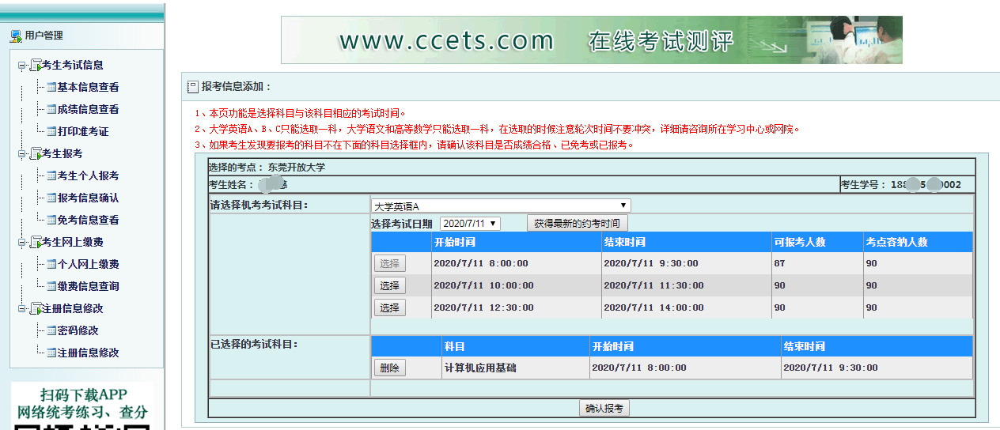 用户管理
考生考试信息
基本信息查看
成绩信息查看
打印准考证
考生报考
考生个人报考
报考信息确认
免考信息查看
考生网上缴费
个人网上缴费
缴费信息查询
注册信息修改
密码修改
注册信息修改
扫码下载APP
网络统考练习、查分
www.ccets.com 在线考试测评
报考信息添加：
1、本页功能是选择科目与该科目相应的考试时间。
2、大学英语A、B、C只能选取一科，大学语文和高等数学只能选取一科，在选取的时候注意轮次时间不要冲突，详细请咨询所在学习中心或网院。
3、如果考生发现要报考的科目不在下面的科目选择框内，请确认该科目是否成绩合格、已免考或已报考。
选择的考点： 东莞开放大学
考生姓名： 考生学号： 188 5 0002
请选择机考考试科目： 大学英语A
选择考试日期 2020/7/11 获得最新的约考时间
开始时间 结束时间 可报考人数 考点容纳人数
选择 2020/7/11 8:00:00 2020/7/11 9:30:00 87 90
选择 2020/7/11 10:00:00 2020/7/11 11:30:00 90 90
选择 2020/7/11 12:30:00 2020/7/11 14:00:00 90 90
已选择的考试科目： 科目 开始时间 结束时间
删除 计算机应用基础 2020/7/11 8:00:00 2020/7/11 9:30:00
确认报考